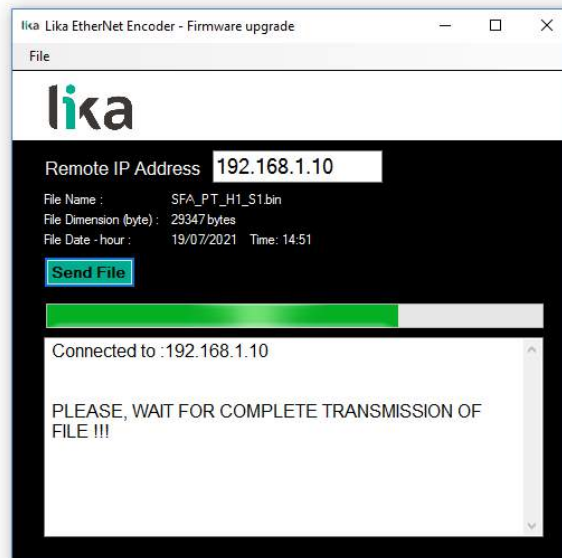 lika Lika EtherNet Encoder - Firmware upgrade
File
lika
Remote IP Address 192.168.1.10
File Name : SFA_PT_H1_S1.bin
File Dimension (byte) : 29347 bytes
File Date - hour : 19/07/2021 Time: 14:51
Send File
Connected to :192.168.1.10
PLEASE, WAIT FOR COMPLETE TRANSMISSION OF
FILE !!!